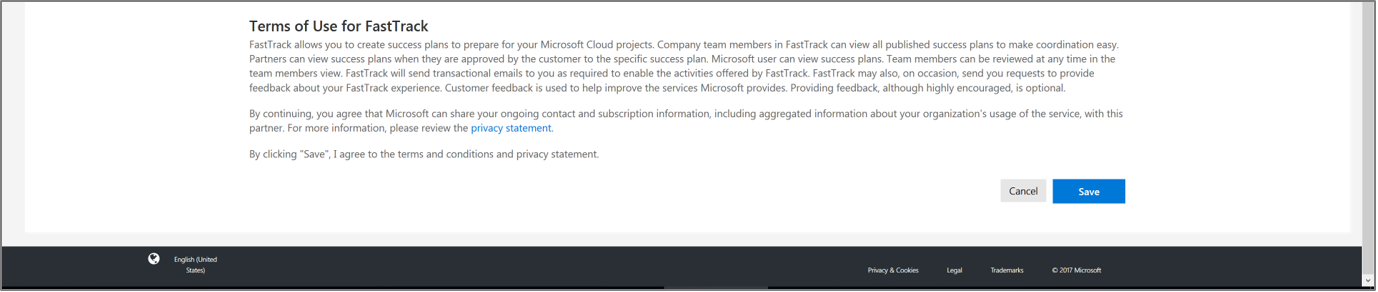 Terms of Use for FastTrack
FastTrack allows you to create success plans to prepare for your Microsoft Cloud projects. Company team members in FastTrack can view all published success plans to make coordination easy.
Partners can view success plans when they are approved by the customer to the specific success plan. Microsoft user can view success plans. Team members can be reviewed at any time in the
team members view. FastTrack will send transactional emails to you as required to enable the activities offered by FastTrack. FastTrack may also, on occasion, send you requests to provide
feedback about your FastTrack experience. Customer feedback is used to help improve the services Microsoft provides. Providing feedback, although highly encouraged, is optional.
By continuing, you agree that Microsoft can share your ongoing contact and subscription information, including aggregated information about your organization's usage of the service, with this
partner. For more information, please review the privacy statement.
By clicking "Save", I agree to the terms and conditions and privacy statement.
Cancel Save
English (United
States)
Privacy & Cookies Legal Trademarks © 2017 Microsoft